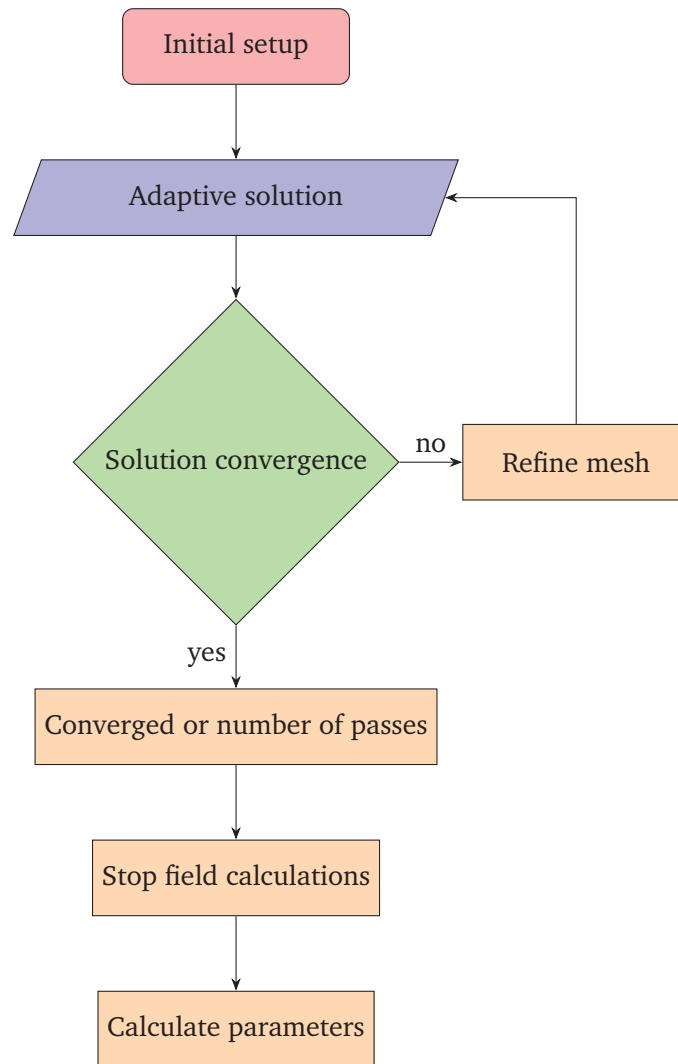 Initial setup
Adaptive solution
Solution convergence
no
Refine mesh
yes
Converged or number of passes
Stop field calculations
Calculate parameters